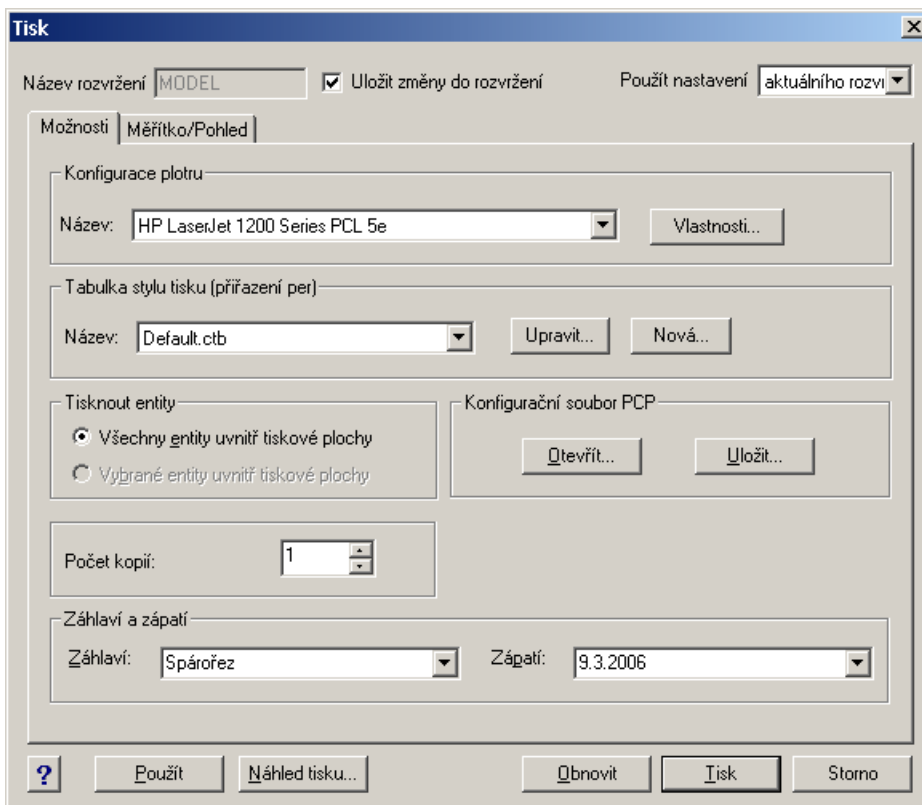 Tisk
Název rozvržení MODEL Uložit změny do rozvržení Použít nastavení aktuálního rozvr
Možnosti Měřítko/Pohled
Konfigurace plotru
Název: HP LaserJet 1200 Series PCL 5e Vlastnosti...
Tabulka stylu tisku (přiřazení per)
Název: Default.ctb Upravit... Nová...
Tisknout entity
Všechny entity uvnitř tiskové plochy
Vybrané entity uvnitř tiskové plochy
Konfigurační soubor PCP
Otevřít... Uložit...
Počet kopií: 1
Záhlaví a zápatí
Záhlaví: Spárořez Zápatí: 9.3.2006
? Použít Náhled tisku... Obnovit Tisk Storno